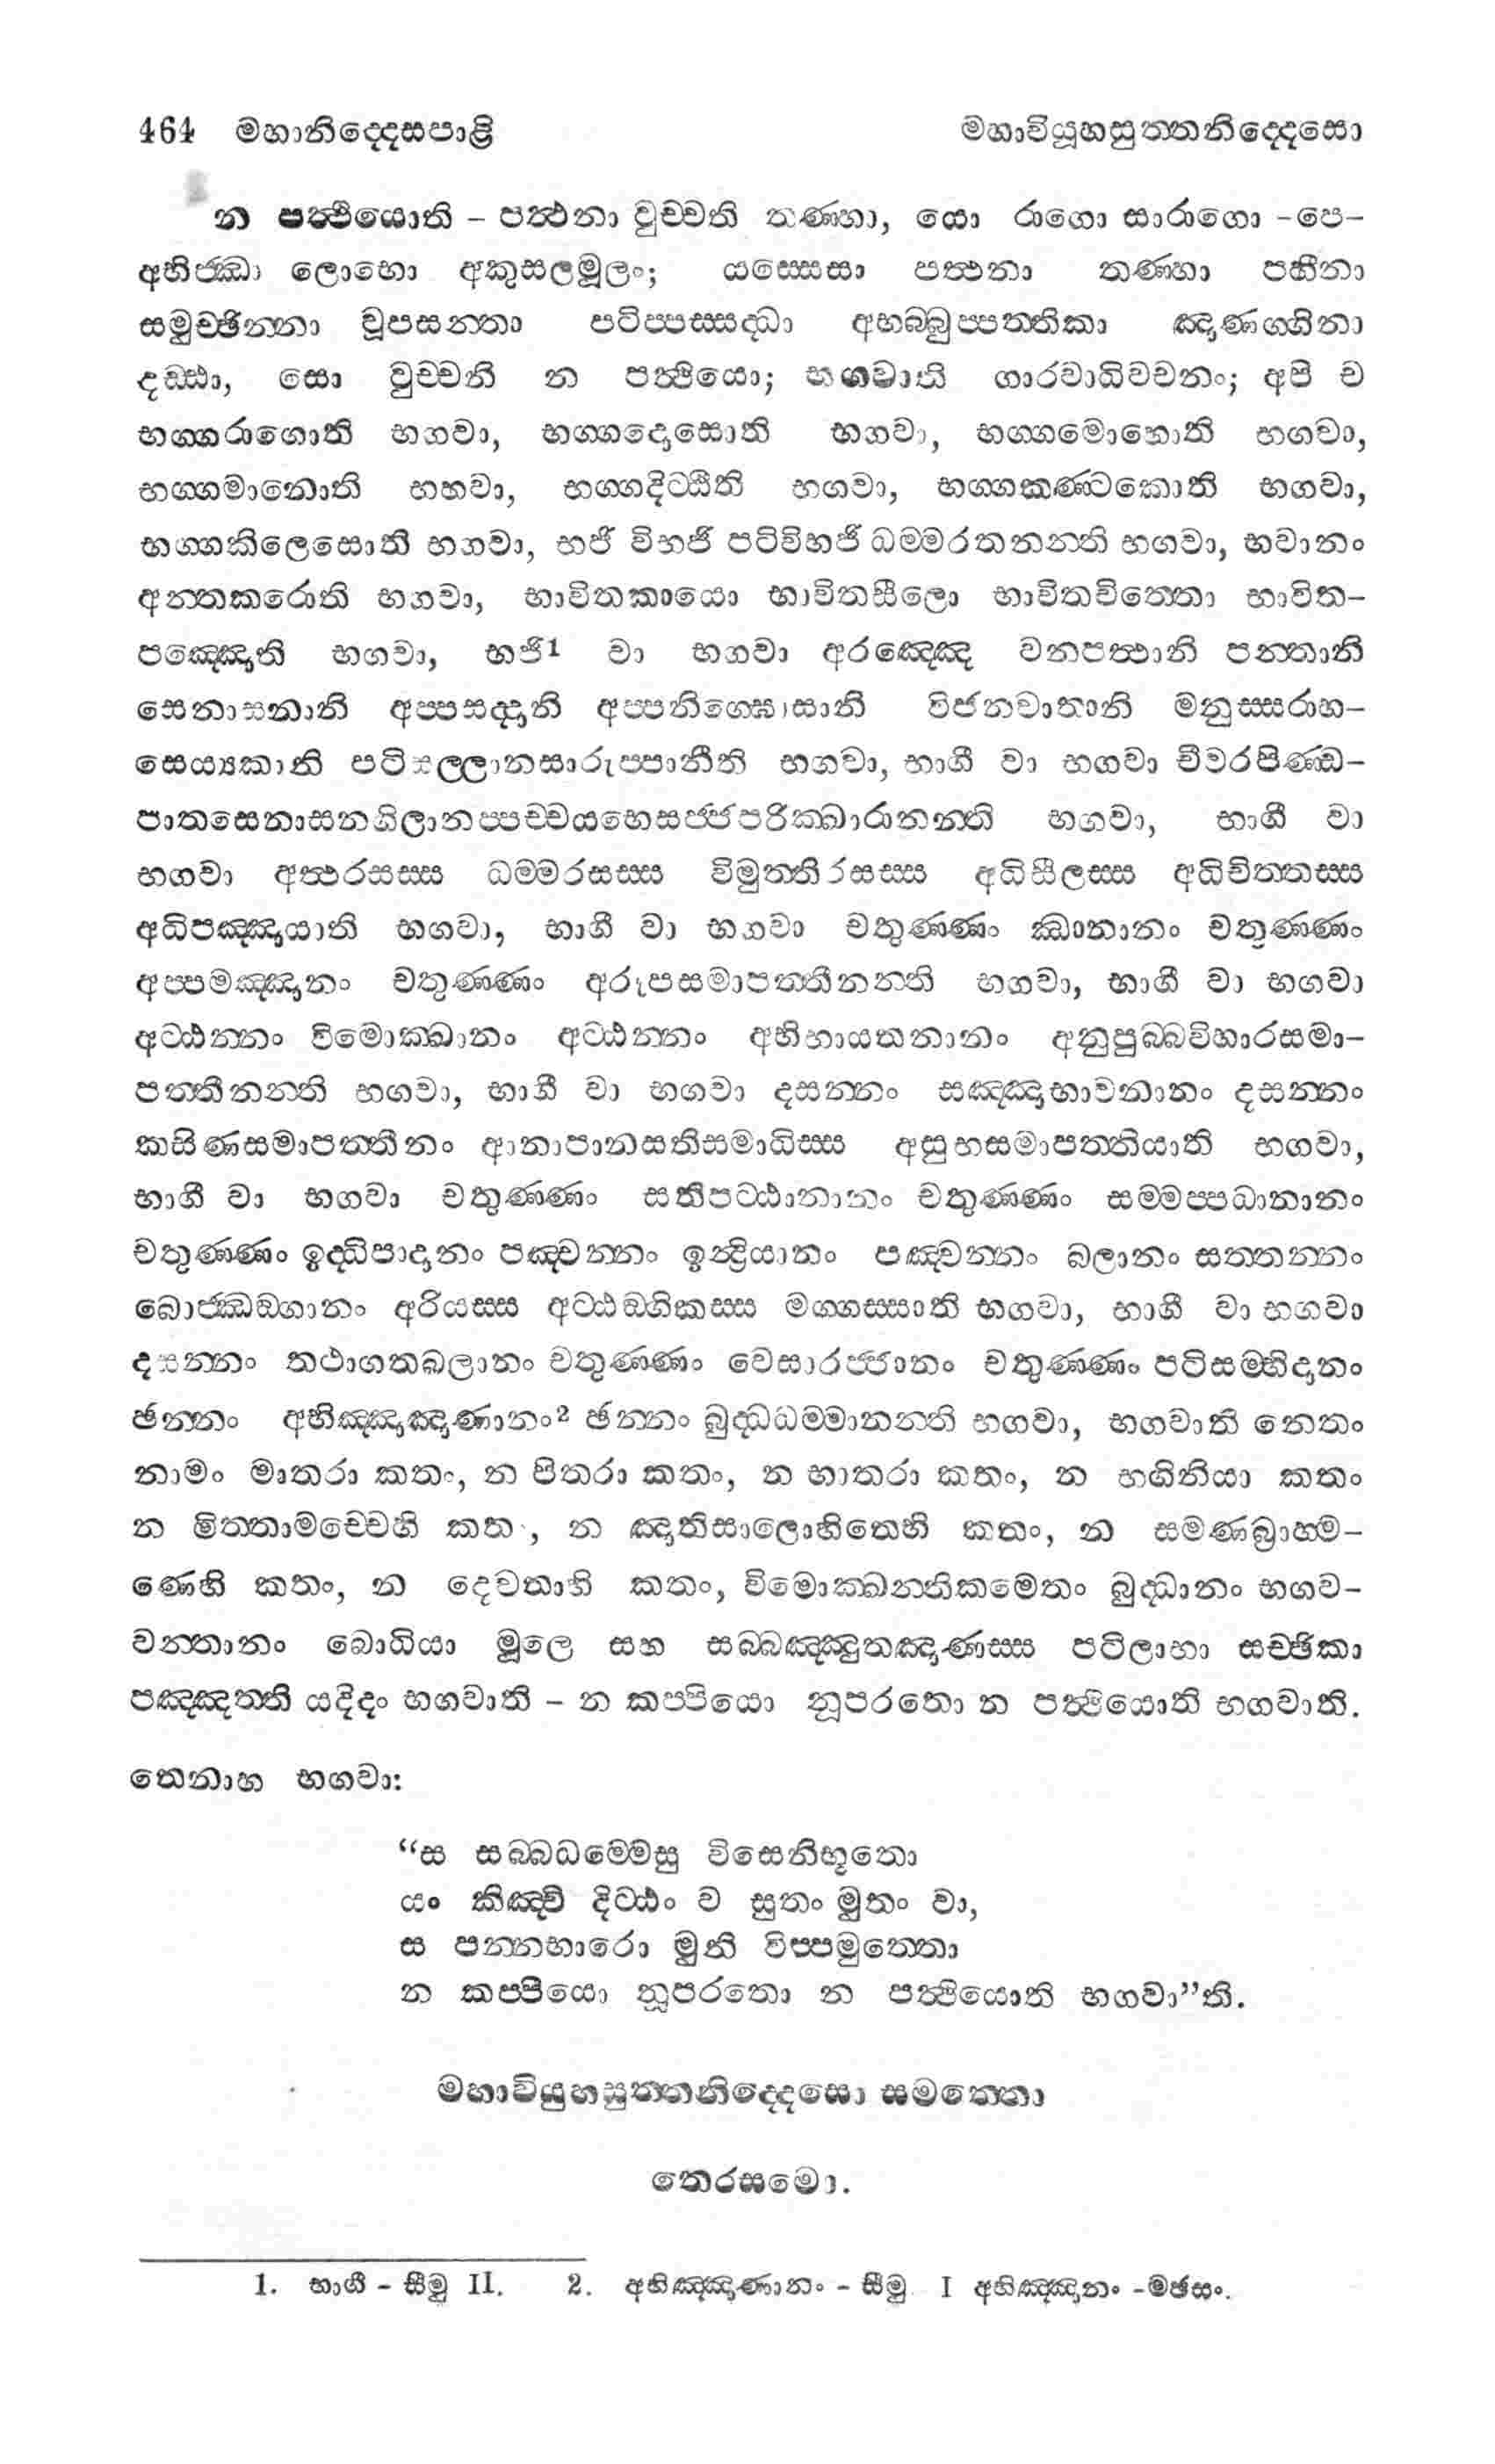 464 මහානිද්දෙසපාළි මහාවියූහසුත්තනිද්දෙසො
න පත්ථියොති – පත්ථනා වුච්චති තණ්හා, යො රාගො සාරාගො -පෙ-
අභිජ්ඣා ලොභො අකුසලමූලං; යස්සෙසා පත්ථනා තණ්හා පහීනා
සමුච්ඡින්නා වූපසන්තා පටිප්පස්සද්ධා අභබ්බුප්පත්තිකා ඤාණග්ගිනා
දඩ්ඪා, සො වුච්චති න පත්ථියො; භගවාති ගාරවාධිවචනං; අපි ච
භග්ගරාගොති භගවා, භග්ගදොසොති භගවා, භග්ගමොහොති භගවා,
භග්ගමානොති භහවා, භග්ගදිට්ඨීති භගවා, භග්ගකණ්ටකොති භගවා,
භග්ගකිලෙසොති භගවා, භජි විභජි පටිවිභජි ධම්මරතනන්ති භගවා, භවානං
අන්තකරොති භගවා, භාවිතකායො භාවිතසීලො භාවිතචිත්තො භාවිත-
පඤ්ඤොති භගවා, භජි1 වා භගවා අරඤ්ඤෙ වනපත්ථානි පන්තානි
සෙනාසනානි අප්පසද්දානි අප්පනිග්ඝොසානි විජනවාතානි මනුස්සරාහ-
සෙය්‍යකානි පටිසල්ලානසාරුප්පානීති භගවා, භාගී වා භගවා චීවරපිණ්ඩ-
පාතසෙනාසනගිලානප්පච්චයභෙසජ්ජපරික්ඛාරානන්ති භගවා, භාගී වා
භගවා අත්ථරසස්ස ධම්මරසස්ස විමුත්තිරසස්ස අධිසීලස්ස අධිචිත්තස්ස
අධිපඤ්ඤායාති භගවා, භාගී වා භගවා චතුණ්ණං ඣානානං චතුණ්ණං
අප්පමඤ්ඤානං චතුණ්ණං අරූපසමාපත්තීනන්ති භගවා, භාගී වා භගවා
අට්ඨන්නං විමොක්ඛානං අට්ඨන්නං අභිභායතනානං අනුපුබ්බවිහාරසමා-
පත්තීනන්ති භගවා, භාගී වා භගවා දසන්නං සඤ්ඤාභාවනානං දසන්නං
කසිණසමාපත්තීනං ආනාපානසතිසමාධිස්ස අසුභසමාපත්තියාති භගවා,
භාගී වා භගවා චතුණ්ණං සතිපට්ඨානානං චතුණ්ණං සම්මප්පධානානං
චතුණ්ණං ඉද්ධිපාදානං පඤ්චන්නං ඉන්ද්‍රියානං පඤ්චන්නං බලානං සත්තන්නං
බොජ්ඣඞ්ගානං අරියස්ස අට්ඨඞ්ගිකස්ස මග්ගස්සාති භගවා, භාගී වා භගවා
දසන්නං තථාගතබලානං චතුණ්ණං වෙසාරජ්ජානං චතුණ්ණං පටිසම්භිදානං
ඡන්නං අභිඤ්ඤාඤාණානං2 ඡන්නං බුද්ධධම්මානන්ති භගවා, භගවාති නෙතං
නාමං මාතරා කතං, න පිතරා කතං, න භාතරා කතං, න භගිනියා කතං
න මිත්තාමච්චෙහි කතං, න ඤාතිසාලොහිතෙහි කතං, න සමණබ්‍රාහ්ම-
ණෙහි කතං, න දෙවතාහි කතං, විමොක්ඛන්තිකමෙතං බුද්ධානං භගව-
වන්තානං බොධියා මූලෙ සහ සබ්බඤ්ඤුතඤාණස්ස පටිලාභා සච්ඡිකා
පඤ්ඤත්ති යදිදං භගවාති – න කප්පියො නූපරතො න පත්ථියොති භගවාති.
තෙනාහ භගවා:
“ස සබ්බධම්මෙසු විසෙනිභූතො
යං කිඤ්චි දිට්ඨං ව සුතං මුතං වා,
ස පන්නභාරො මුනි විප්පමුත්තො
න කප්පියො නූපරතො න පත්ථියොති භගවා”ති.
මහාවියුහසුත්තනිද්දෙසො සමත්තො
තෙරසමො.
1. භාගී – සීමු II. 2. අභිඤ්ඤාණානං – සීමු I අභිඤ්ඤානං -මඡසං.